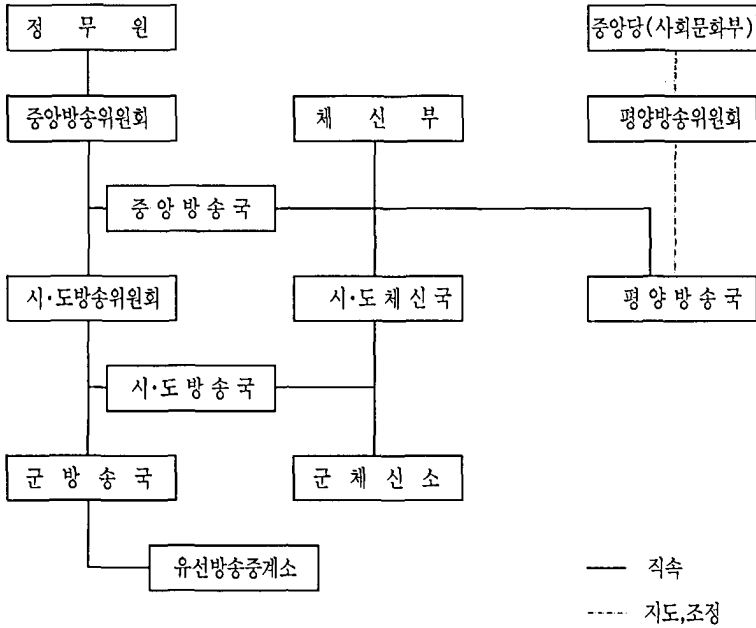 정 무 원
중앙당(사회문화부)
중앙방송위원회
체 신 부
평양방송위원회
중 앙 방 송 국
시·도방송위원회
시·도 체 신 국
평 양 방 송 국
시·도 방 송 국
군 방 송 국
군 체 신 소
유선방송중계소
직속
지도,조정